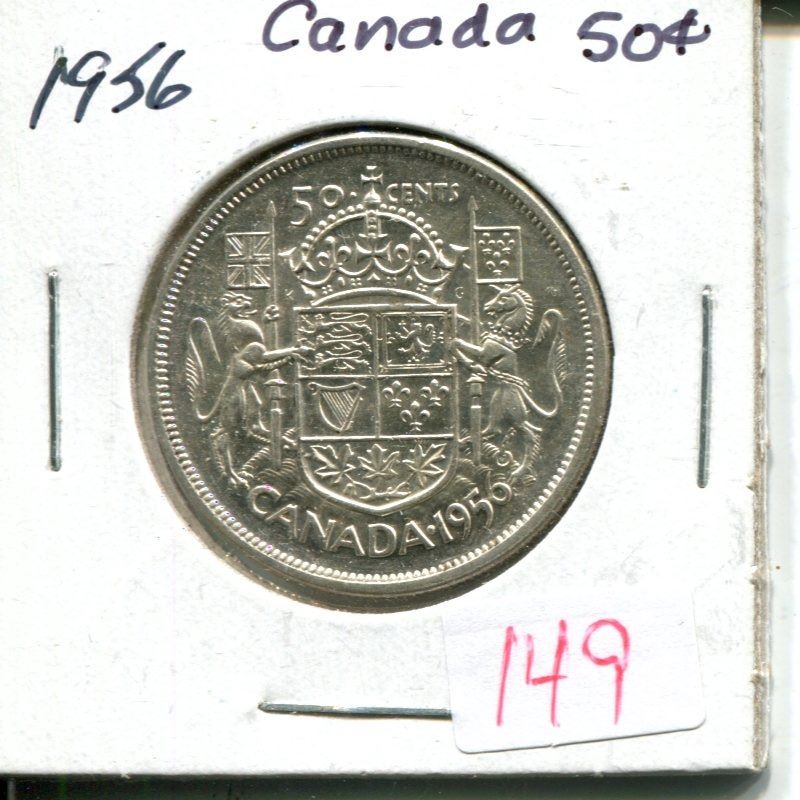 Canada 50¢
1956
50 · CENTS
K G
CANADA · 1956
149